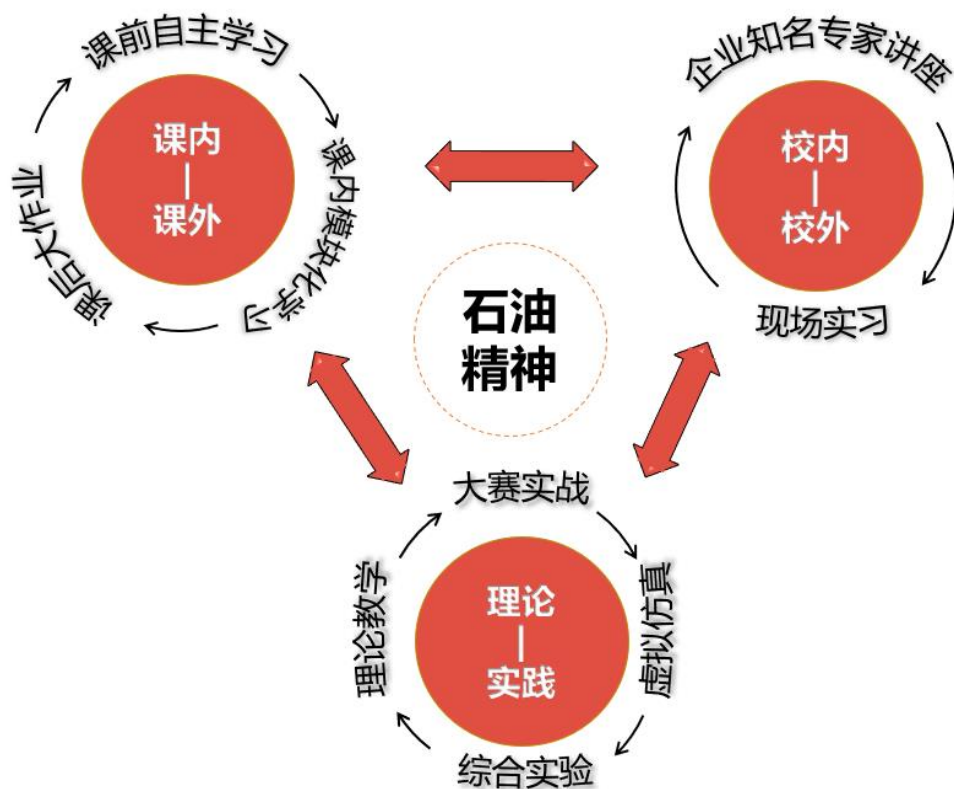 课前自主学习
课内
|
课外
课内模块化学习
课后大作业
企业知名专家讲座
校内
|
校外
现场实习
石油
精神
大赛实战
理论教学
理论
|
实践
虚拟仿真
综合实验